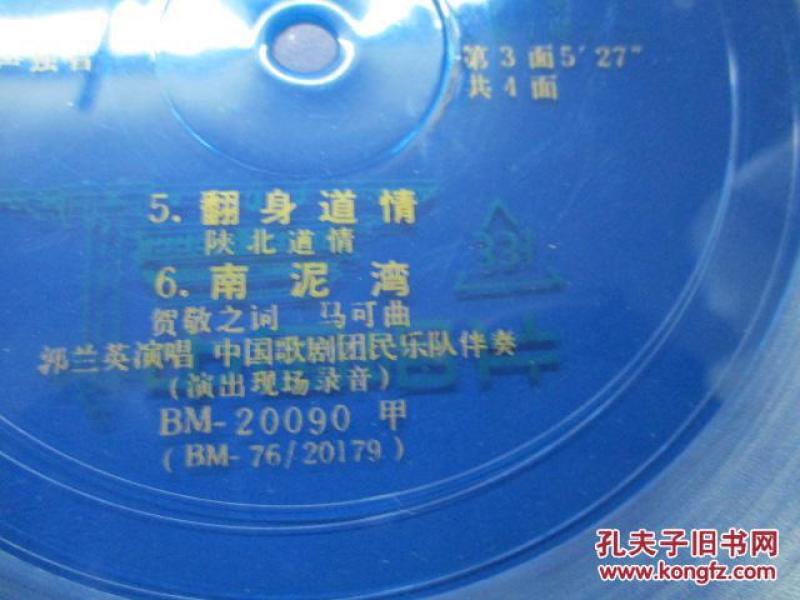 独唱
第3面5′27″
共4面
5. 翻身道情
陕北道情
331
6. 南泥湾
贺敬之词 马可曲
郭兰英演唱 中国歌剧团民乐队伴奏
(演出现场录音)
BM-20090 甲
(BM-76/20179)
孔夫子旧书网
www.kongfz.com